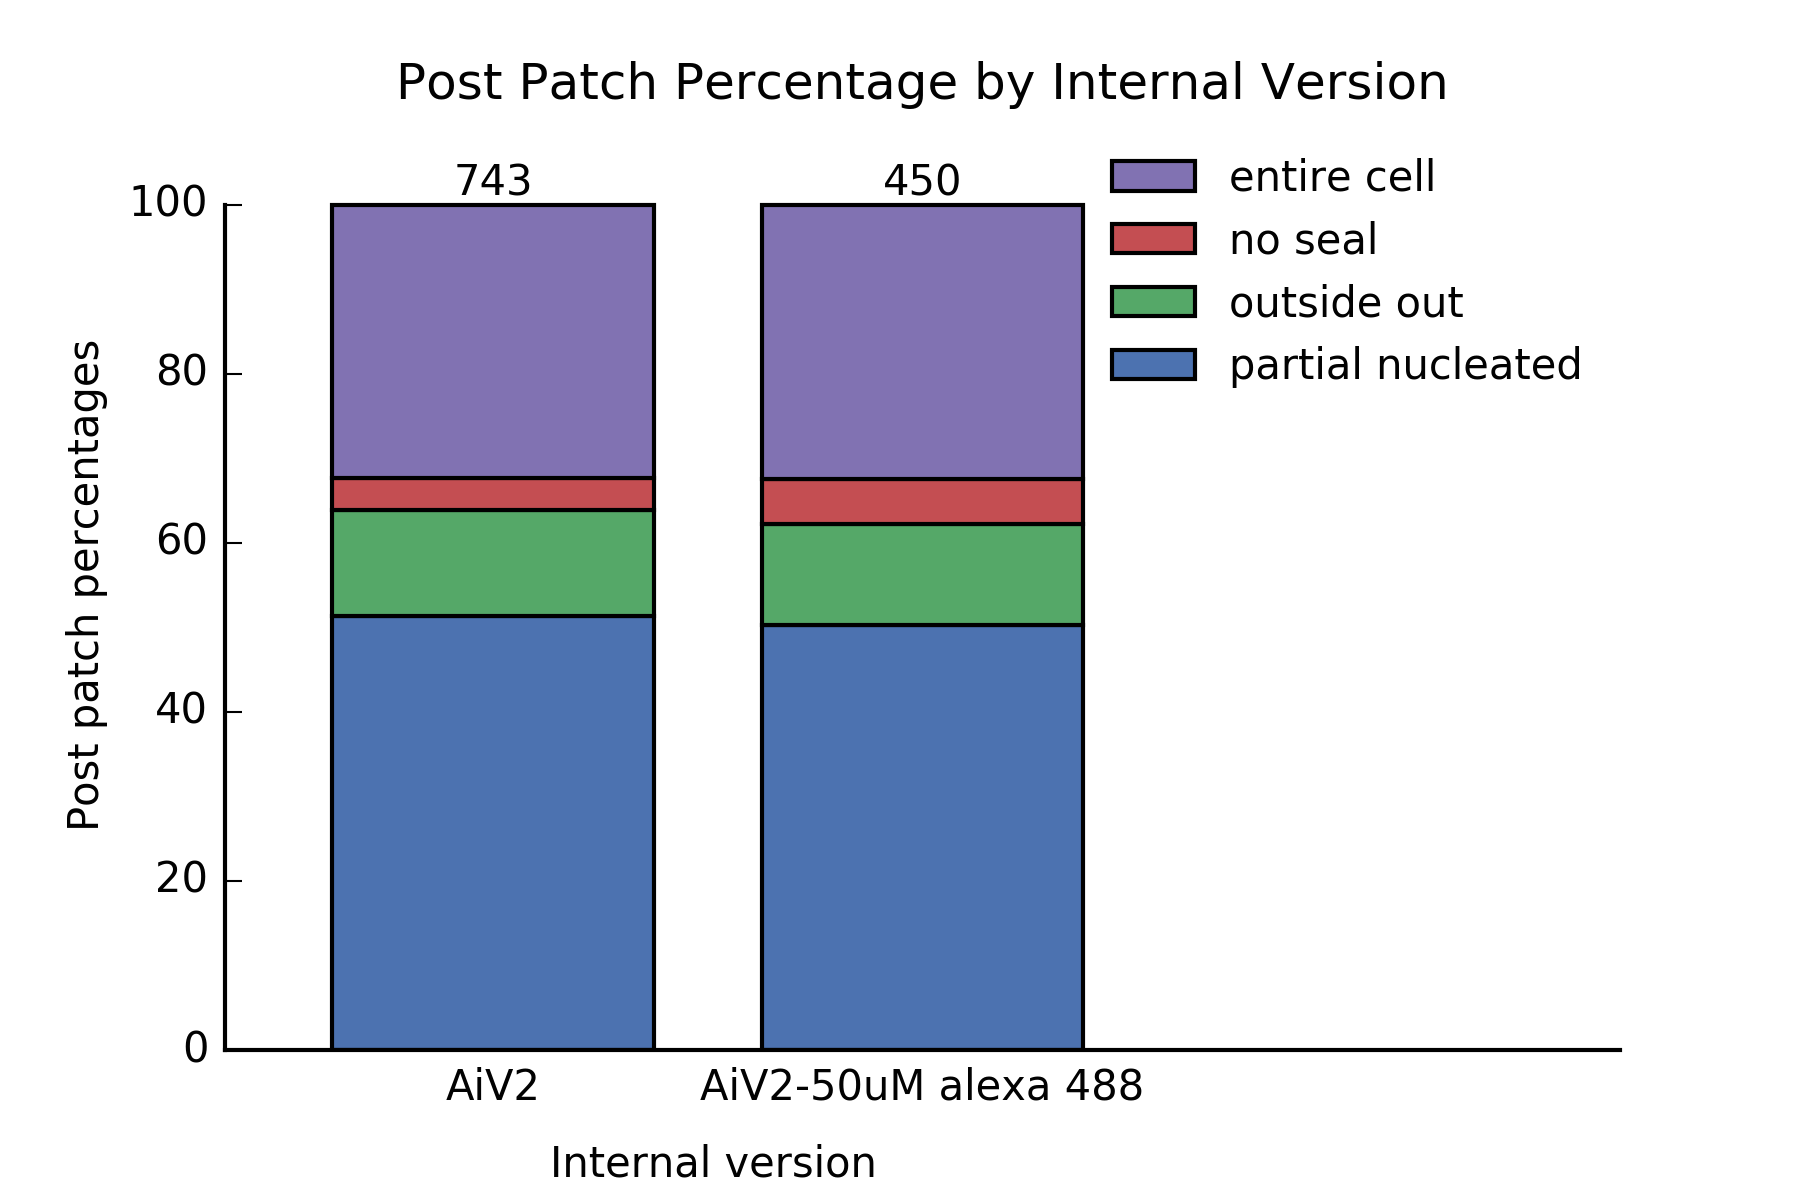 Post Patch Percentage by Internal Version
743
450
entire cell
no seal
outside out
partial nucleated
100
80
60
40
20
0
Post patch percentages
AiV2
AiV2-50uM alexa 488
Internal version